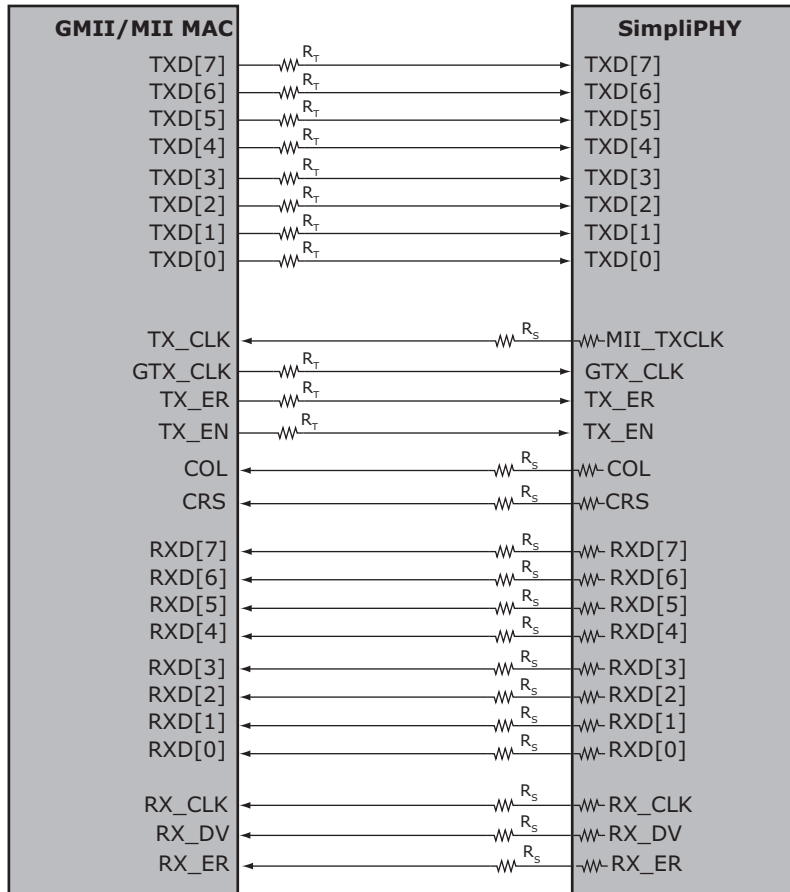 GMII/MII MAC SimpliPHY
TXD[7] R_T TXD[7]
TXD[6] R_T TXD[6]
TXD[5] R_T TXD[5]
TXD[4] R_T TXD[4]
TXD[3] R_T TXD[3]
TXD[2] R_T TXD[2]
TXD[1] R_T TXD[1]
TXD[0] R_T TXD[0]
TX_CLK R_S MII_TXCLK
GTX_CLK R_T GTX_CLK
TX_ER R_T TX_ER
TX_EN R_T TX_EN
COL R_S COL
CRS R_S CRS
RXD[7] R_S RXD[7]
RXD[6] R_S RXD[6]
RXD[5] R_S RXD[5]
RXD[4] R_S RXD[4]
RXD[3] R_S RXD[3]
RXD[2] R_S RXD[2]
RXD[1] R_S RXD[1]
RXD[0] R_S RXD[0]
RX_CLK R_S RX_CLK
RX_DV R_S RX_DV
RX_ER R_S RX_ER